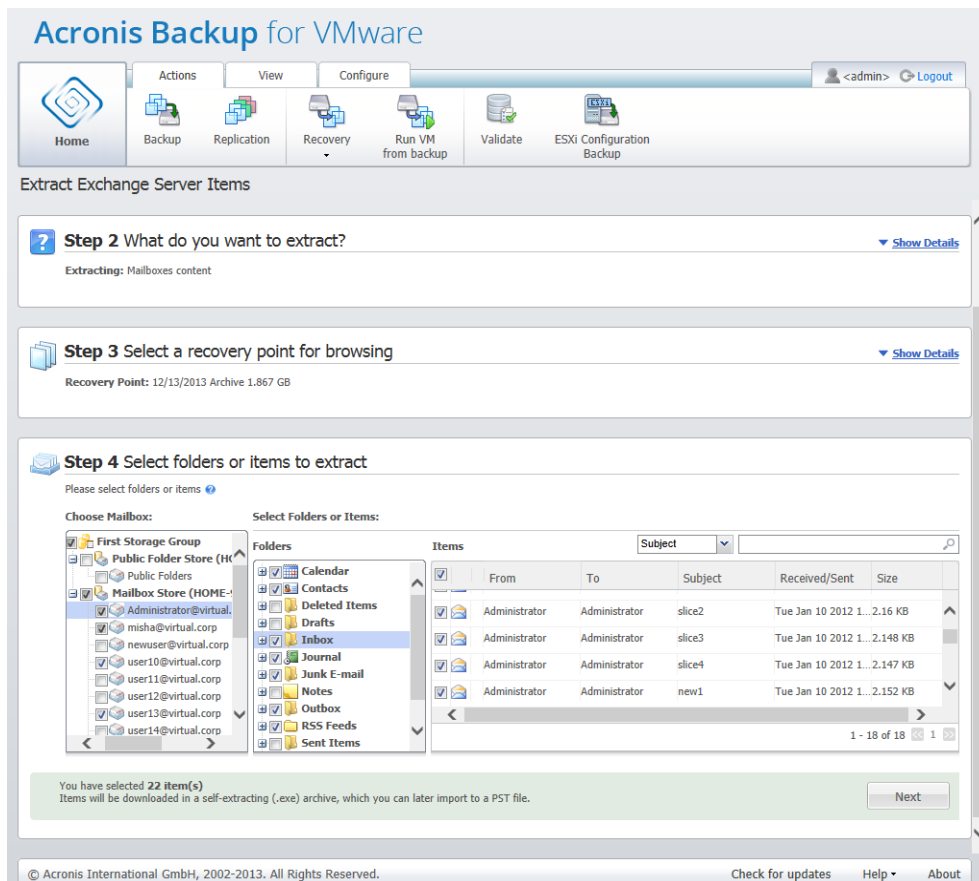 Acronis Backup for VMware
Actions View Configure
<admin> Logout
Home
Backup
Replication
Recovery
Run VM
from backup
Validate
ESXi
ESXi Configuration
Backup
Extract Exchange Server Items
Step 2 What do you want to extract?
Show Details
Extracting: Mailboxes content
Step 3 Select a recovery point for browsing
Show Details
Recovery Point: 12/13/2013 Archive 1.867 GB
Step 4 Select folders or items to extract
Please select folders or items
Choose Mailbox:
First Storage Group
Public Folder Store (HO
Public Folders
Mailbox Store (HOME-
Administrator@virtual.
misha@virtual.corp
newuser@virtual.corp
user10@virtual.corp
user11@virtual.corp
user12@virtual.corp
user13@virtual.corp
user14@virtual.corp
Select Folders or Items:
Folders
Calendar
Contacts
Deleted Items
Drafts
Inbox
Journal
Junk E-mail
Notes
Outbox
RSS Feeds
Sent Items
Items
Subject
From To Subject Received/Sent Size
Administrator Administrator slice2 Tue Jan 10 2012 1... 2.16 KB
Administrator Administrator slice3 Tue Jan 10 2012 1... 2.148 KB
Administrator Administrator slice4 Tue Jan 10 2012 1... 2.147 KB
Administrator Administrator new1 Tue Jan 10 2012 1... 2.152 KB
1 - 18 of 18 1
You have selected 22 item(s)
Items will be downloaded in a self-extracting (.exe) archive, which you can later import to a PST file.
Next
© Acronis International GmbH, 2002-2013. All Rights Reserved.
Check for updates Help About